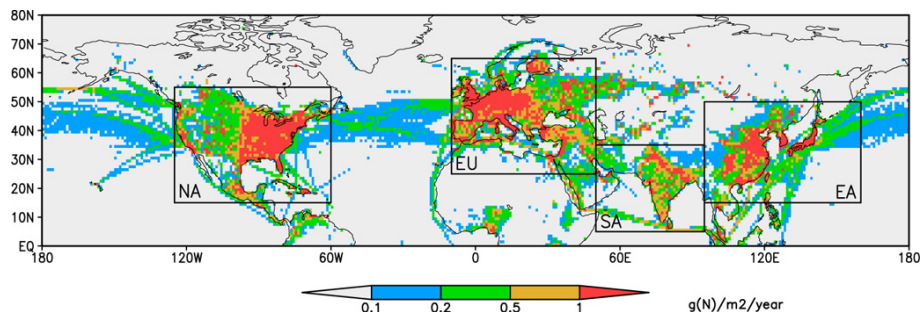 80N
70N
60N
50N
40N
30N
20N
10N
EQ
NA
EU
SA
EA
180 120W 60W 0 60E 120E 180
0.1 0.2 0.5 1 g(N)/m2/year